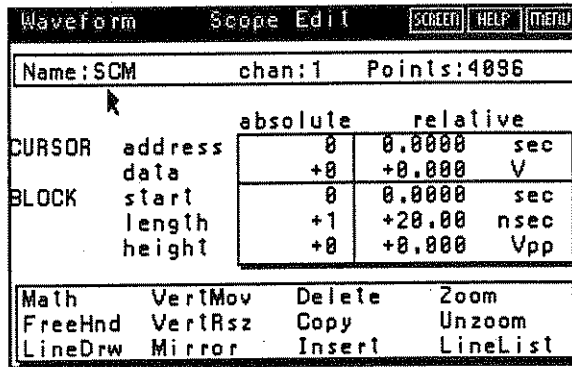 Waveform Scope Edit SCREEN HELP MENU
Name:SCM chan:1 Points:4096
absolute relative
CURSOR address 0 0.0000 sec
data +0 +0.000 V
BLOCK start 0 0.0000 sec
length +1 +20.00 nsec
height +0 +0.000 Vpp
Math VertMov Delete Zoom
FreeHnd VertRsz Copy Unzoom
LineDrw Mirror Insert LineList